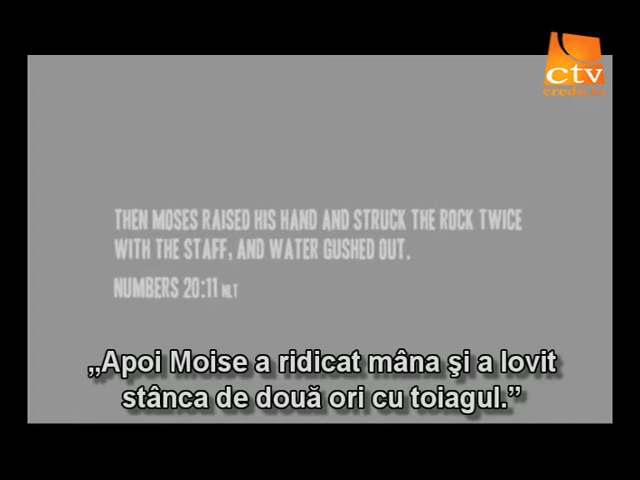 ctv
credo.tv
THEN MOSES RAISED HIS HAND AND STRUCK THE ROCK TWICE
WITH THE STAFF, AND WATER GUSHED OUT.
NUMBERS 20:11 NLT
„Apoi Moise a ridicat mâna şi a lovit
stânca de două ori cu toiagul.”